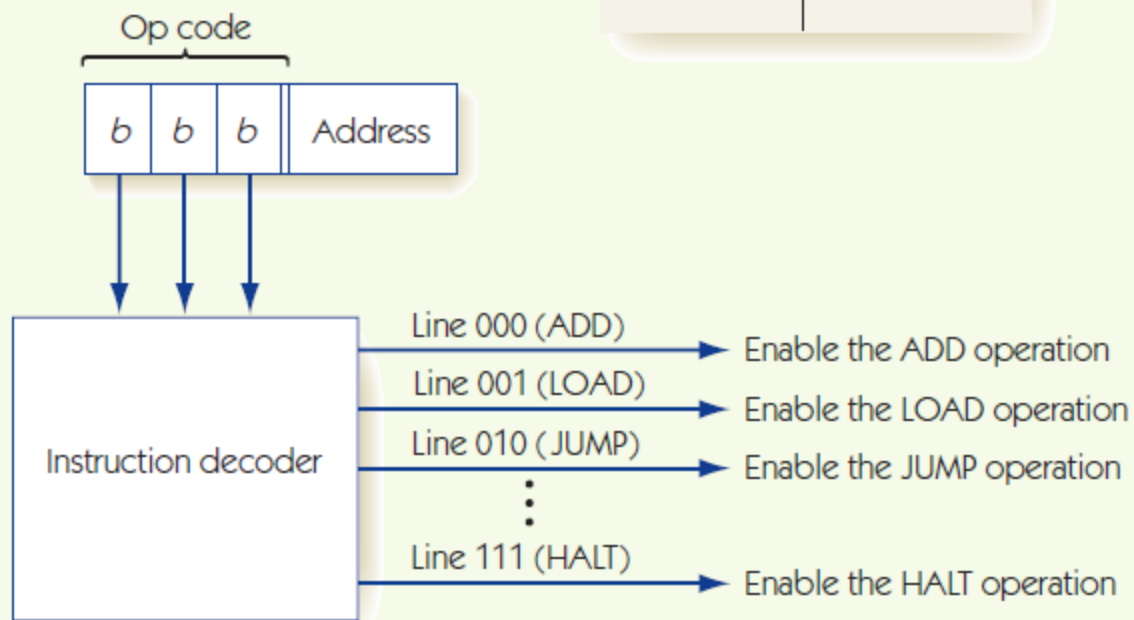 Op code
b b b Address
Line 000 (ADD)
Enable the ADD operation
Line 001 (LOAD)
Enable the LOAD operation
Line 010 (JUMP)
Enable the JUMP operation
Instruction decoder
Line 111 (HALT)
Enable the HALT operation